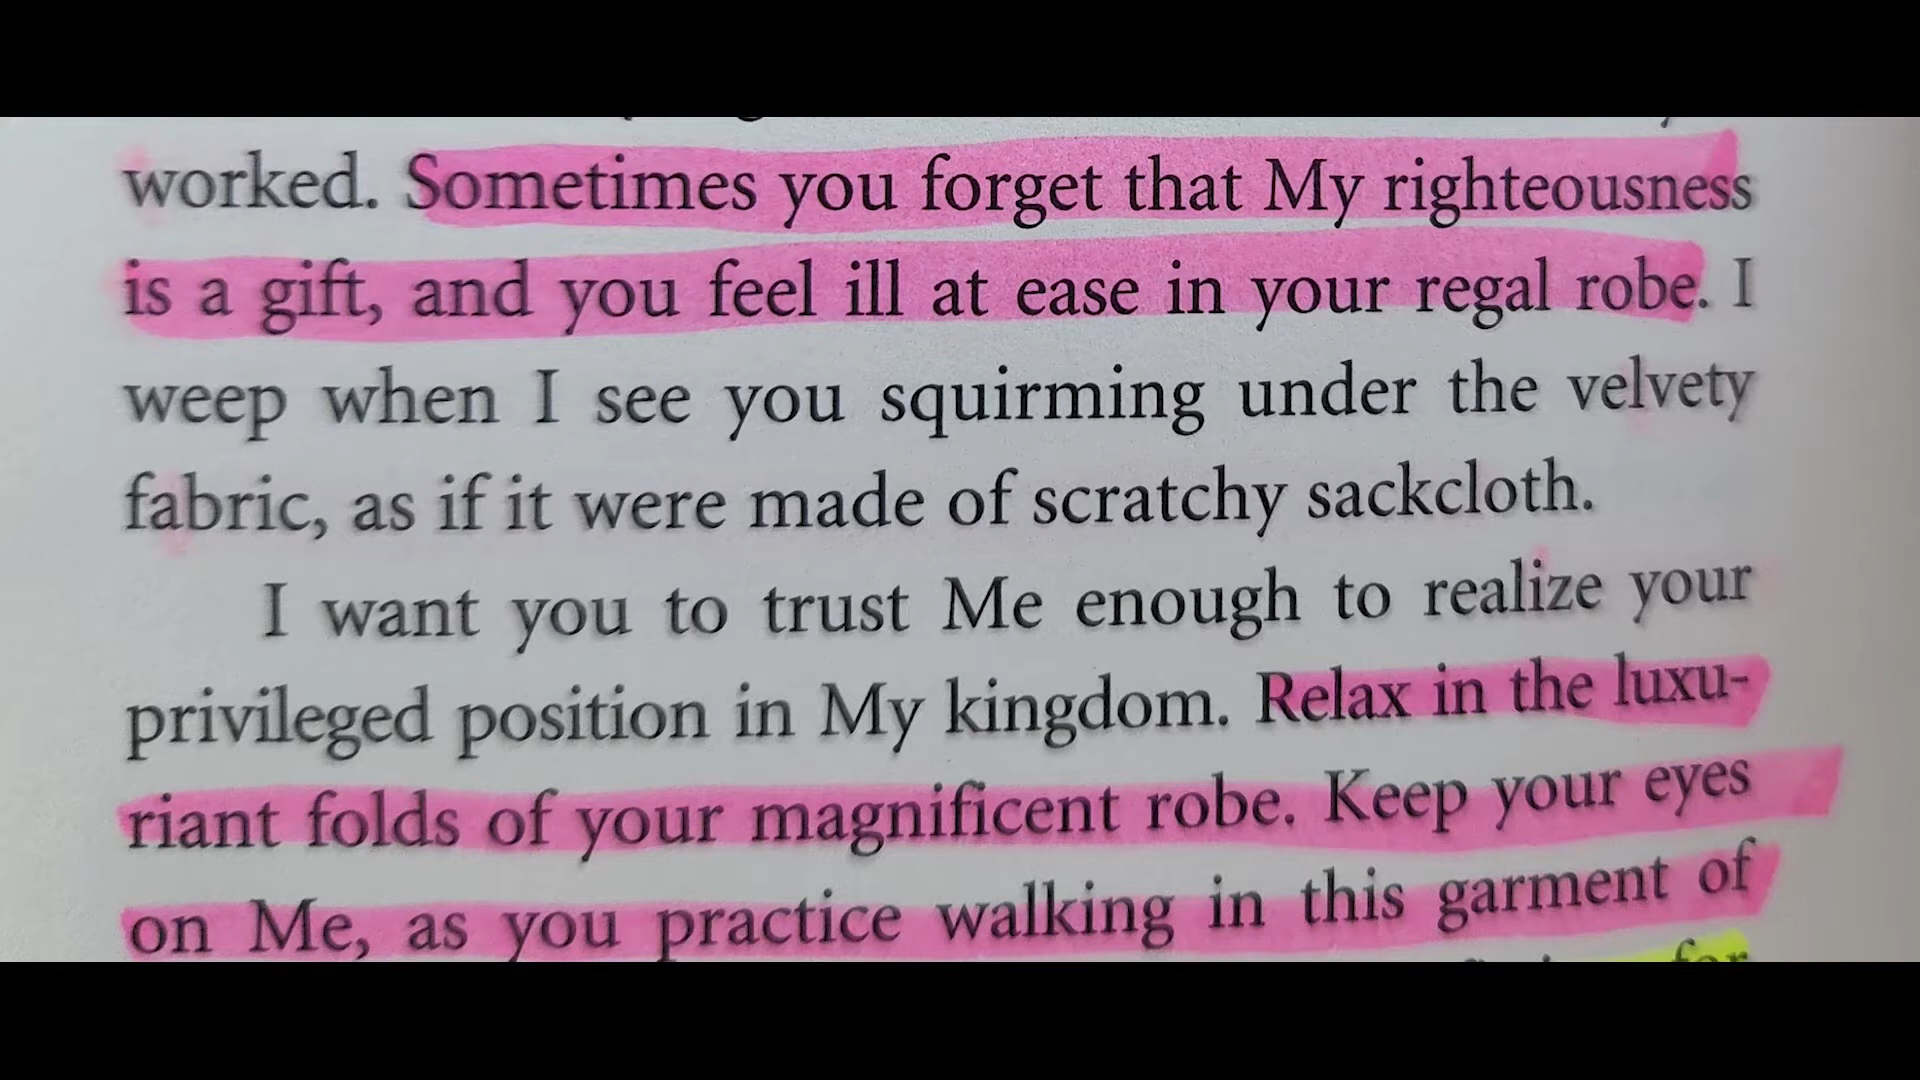 worked. Sometimes you forget that My righteousness
is a gift, and you feel ill at ease in your regal robe. I
weep when I see you squirming under the velvety
fabric, as if it were made of scratchy sackcloth.
I want you to trust Me enough to realize your
privileged position in My kingdom. Relax in the luxu-
riant folds of your magnificent robe. Keep your eyes
on Me, as you practice walking in this garment of
for